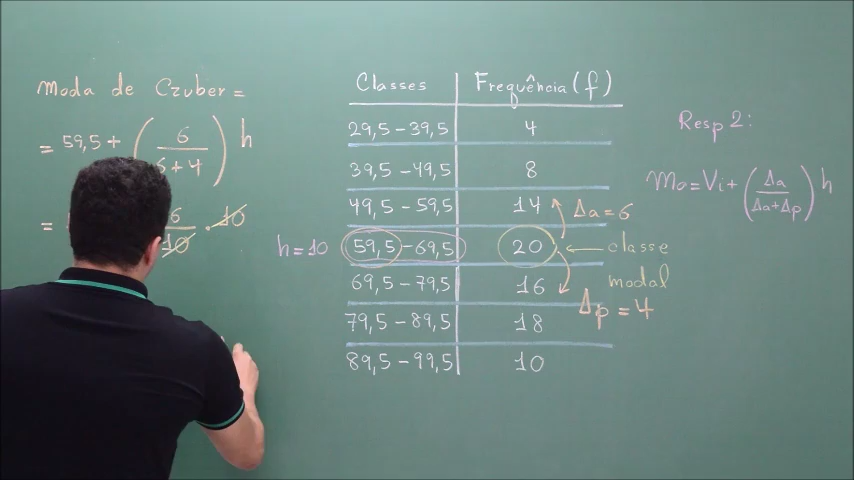 Moda de Czuber =
= 59,5 + ( 6 / 6 + 4 ) h
= 6 / 10 . 10
Classes Frequência (f)
29,5 – 39,5 4
39,5 – 49,5 8
49,5 – 59,5 14 Δa = 6
h = 10 59,5 – 69,5 20 ← classe modal
69,5 – 79,5 16 Δp = 4
79,5 – 89,5 18
89,5 – 99,5 10
Resp 2:
Mo = Vi + ( Δa / Δa + Δp ) h